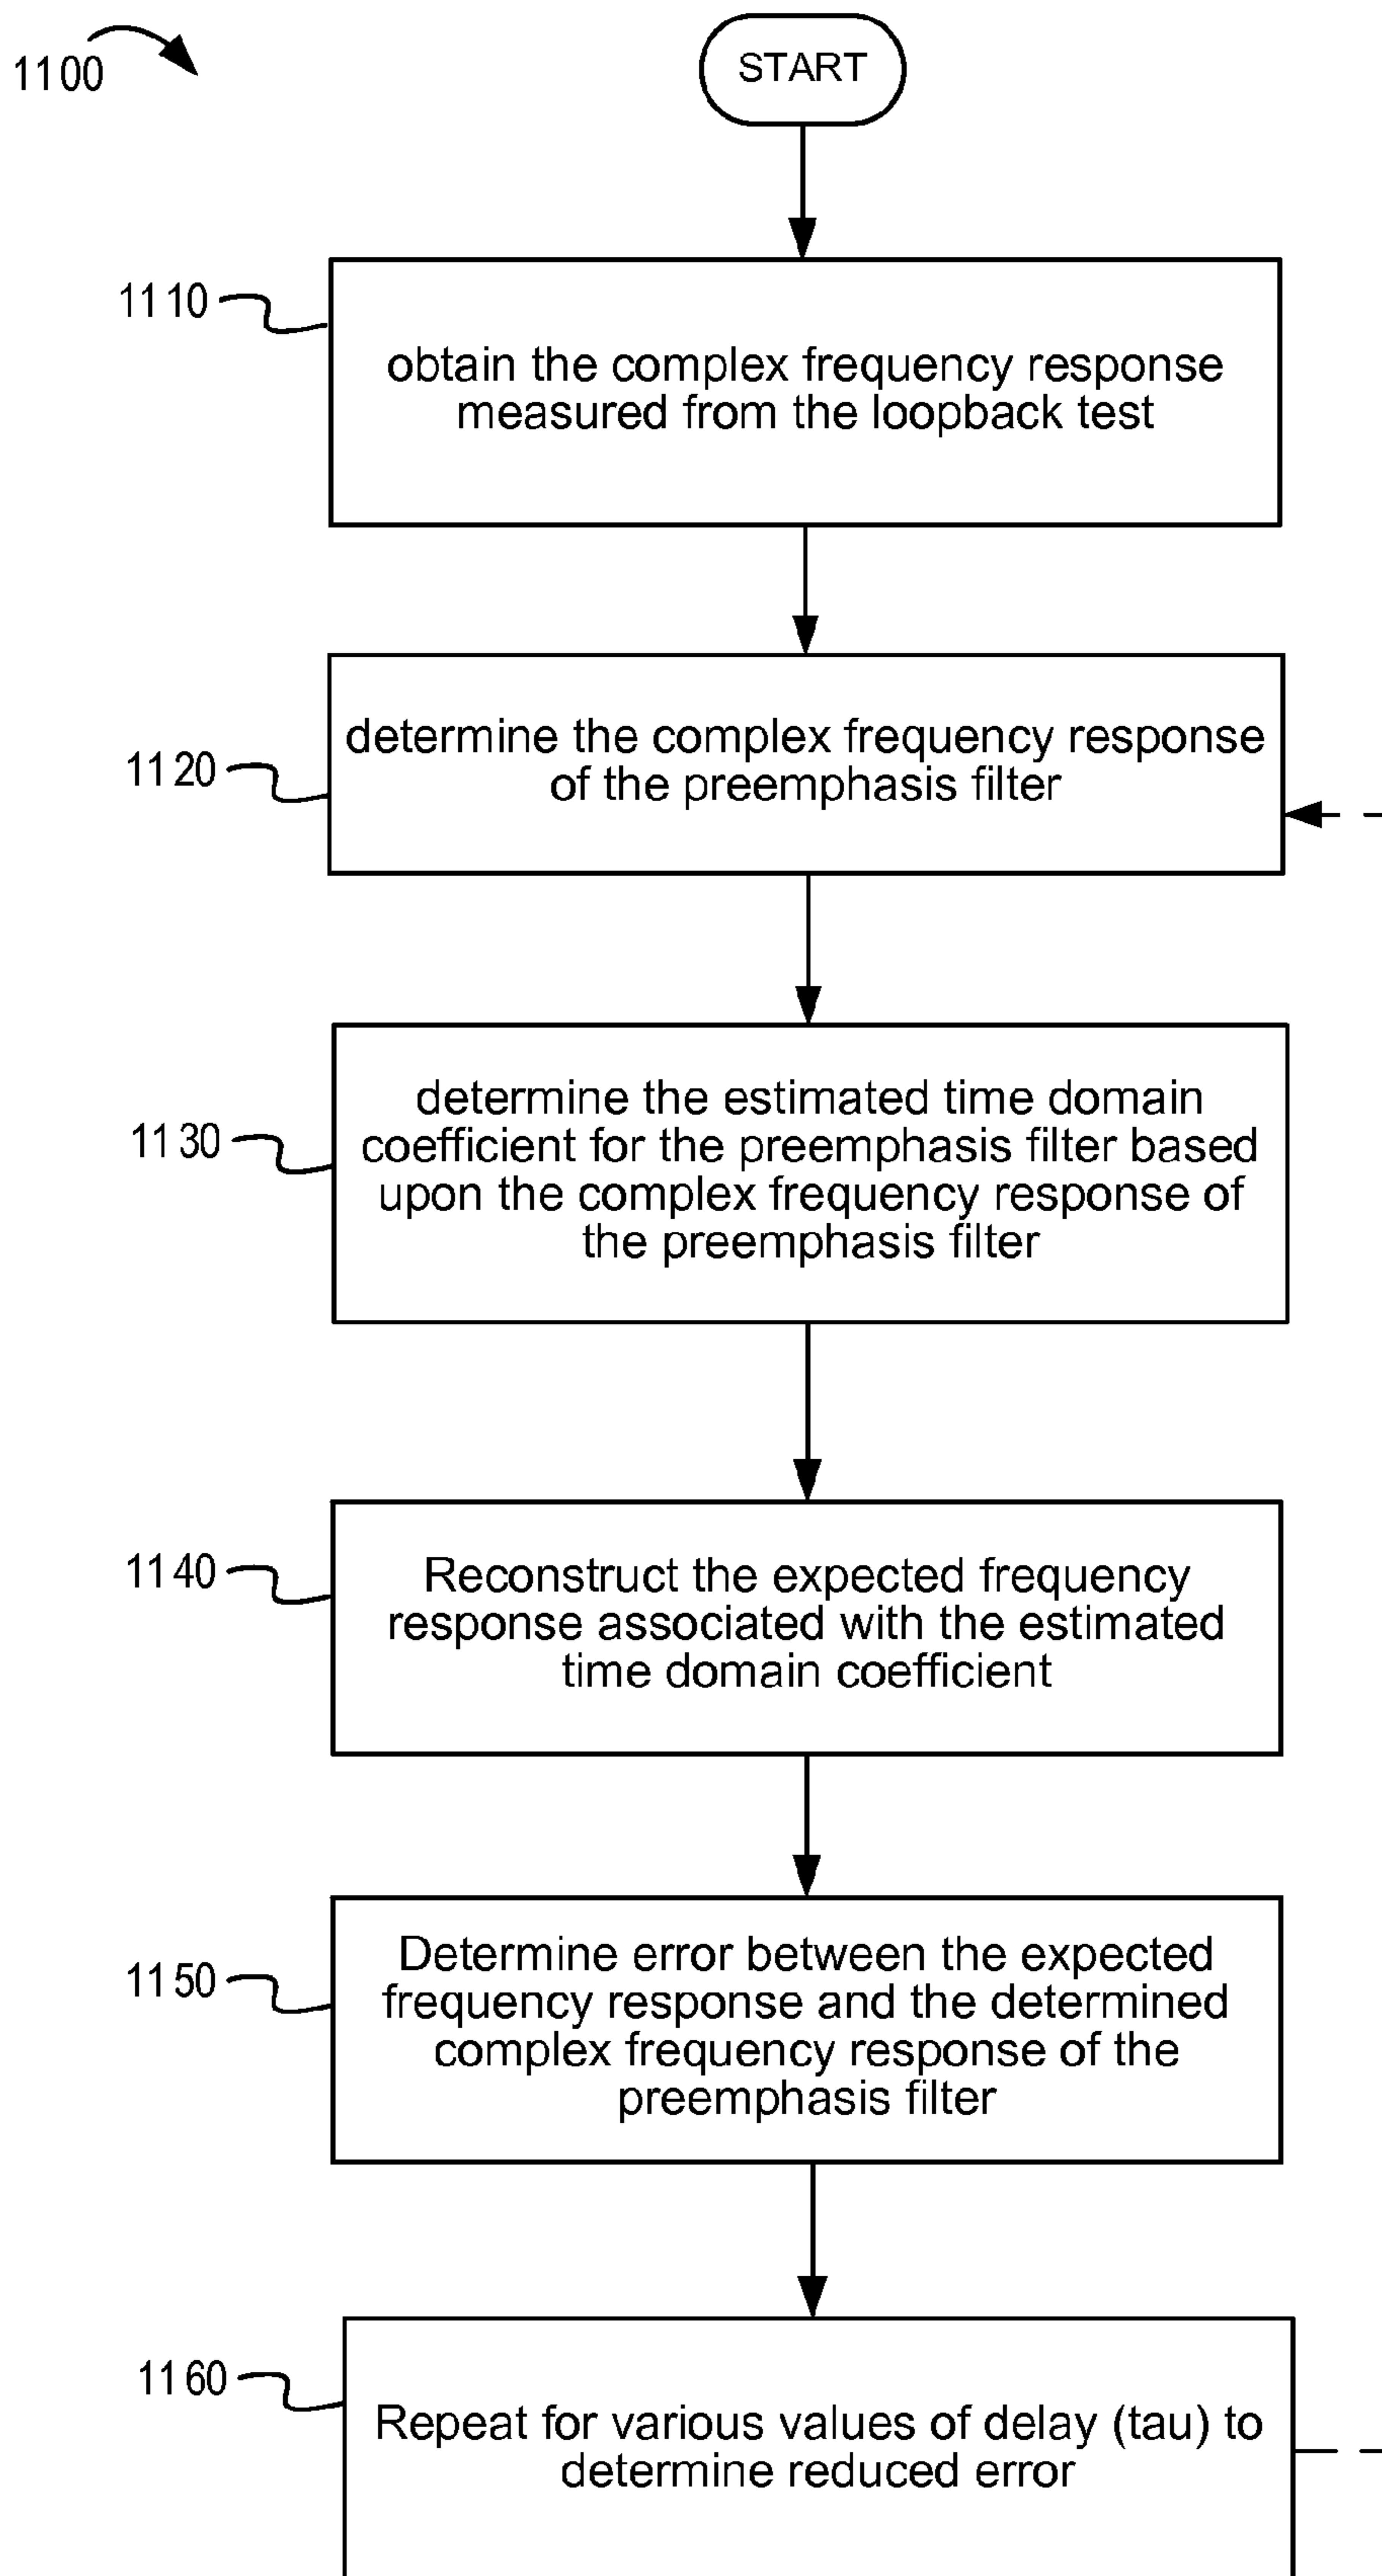 1100
START
1110
obtain the complex frequency response
measured from the loopback test
1120
determine the complex frequency response
of the preemphasis filter
1130
determine the estimated time domain
coefficient for the preemphasis filter based
upon the complex frequency response of
the preemphasis filter
1140
Reconstruct the expected frequency
response associated with the estimated
time domain coefficient
1150
Determine error between the expected
frequency response and the determined
complex frequency response of the
preemphasis filter
1160
Repeat for various values of delay (tau) to
determine reduced error